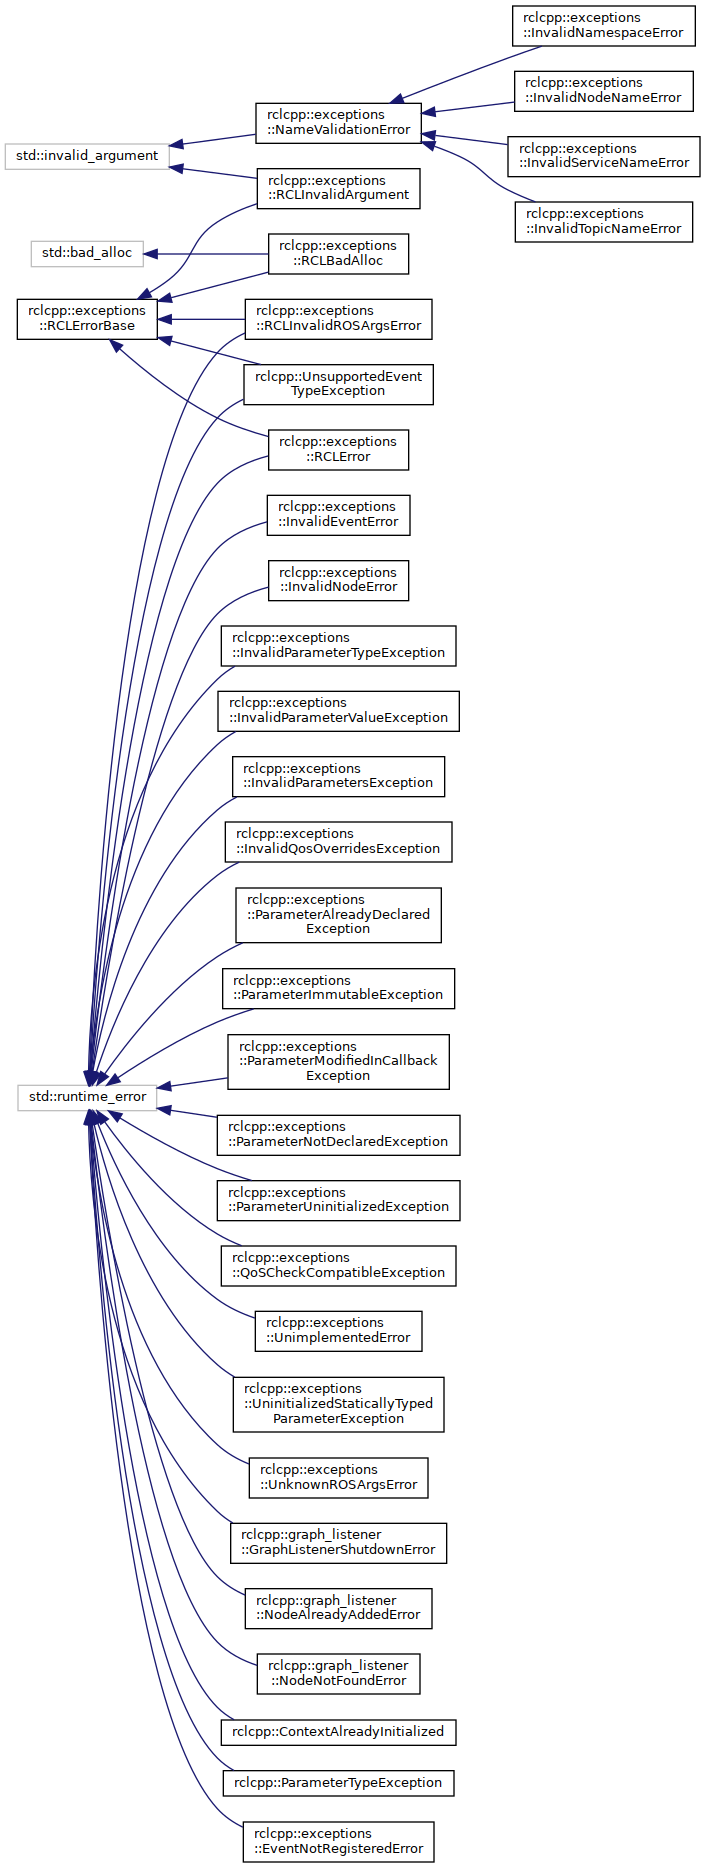 rclcpp::exceptions
::InvalidNamespaceError
rclcpp::exceptions
::InvalidNodeNameError
rclcpp::exceptions
::NameValidationError
rclcpp::exceptions
::InvalidServiceNameError
std::invalid_argument
rclcpp::exceptions
::RCLInvalidArgument
rclcpp::exceptions
::InvalidTopicNameError
std::bad_alloc
rclcpp::exceptions
::RCLBadAlloc
rclcpp::exceptions
::RCLErrorBase
rclcpp::exceptions
::RCLInvalidROSArgsError
rclcpp::UnsupportedEvent
TypeException
rclcpp::exceptions
::RCLError
rclcpp::exceptions
::InvalidEventError
rclcpp::exceptions
::InvalidNodeError
rclcpp::exceptions
::InvalidParameterTypeException
rclcpp::exceptions
::InvalidParameterValueException
rclcpp::exceptions
::InvalidParametersException
rclcpp::exceptions
::InvalidQosOverridesException
rclcpp::exceptions
::ParameterAlreadyDeclared
Exception
rclcpp::exceptions
::ParameterImmutableException
rclcpp::exceptions
::ParameterModifiedInCallback
Exception
std::runtime_error
rclcpp::exceptions
::ParameterNotDeclaredException
rclcpp::exceptions
::ParameterUninitializedException
rclcpp::exceptions
::QoSCheckCompatibleException
rclcpp::exceptions
::UnimplementedError
rclcpp::exceptions
::UninitializedStaticallyTyped
ParameterException
rclcpp::exceptions
::UnknownROSArgsError
rclcpp::graph_listener
::GraphListenerShutdownError
rclcpp::graph_listener
::NodeAlreadyAddedError
rclcpp::graph_listener
::NodeNotFoundError
rclcpp::ContextAlreadyInitialized
rclcpp::ParameterTypeException
rclcpp::exceptions
::EventNotRegisteredError